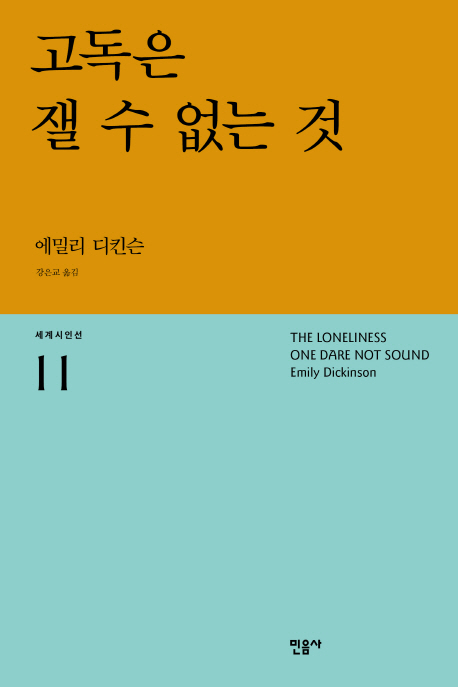 고독은
잴 수 없는 것
에밀리 디킨슨
강은교 옮김
세계시인선
11
THE LONELINESS
ONE DARE NOT SOUND
Emily Dickinson
민음사